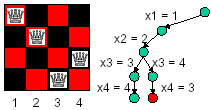 x1 = 1
x2 = 2
x3 = 3 x3 = 4
x4 = 4 x4 = 3
1 2 3 4